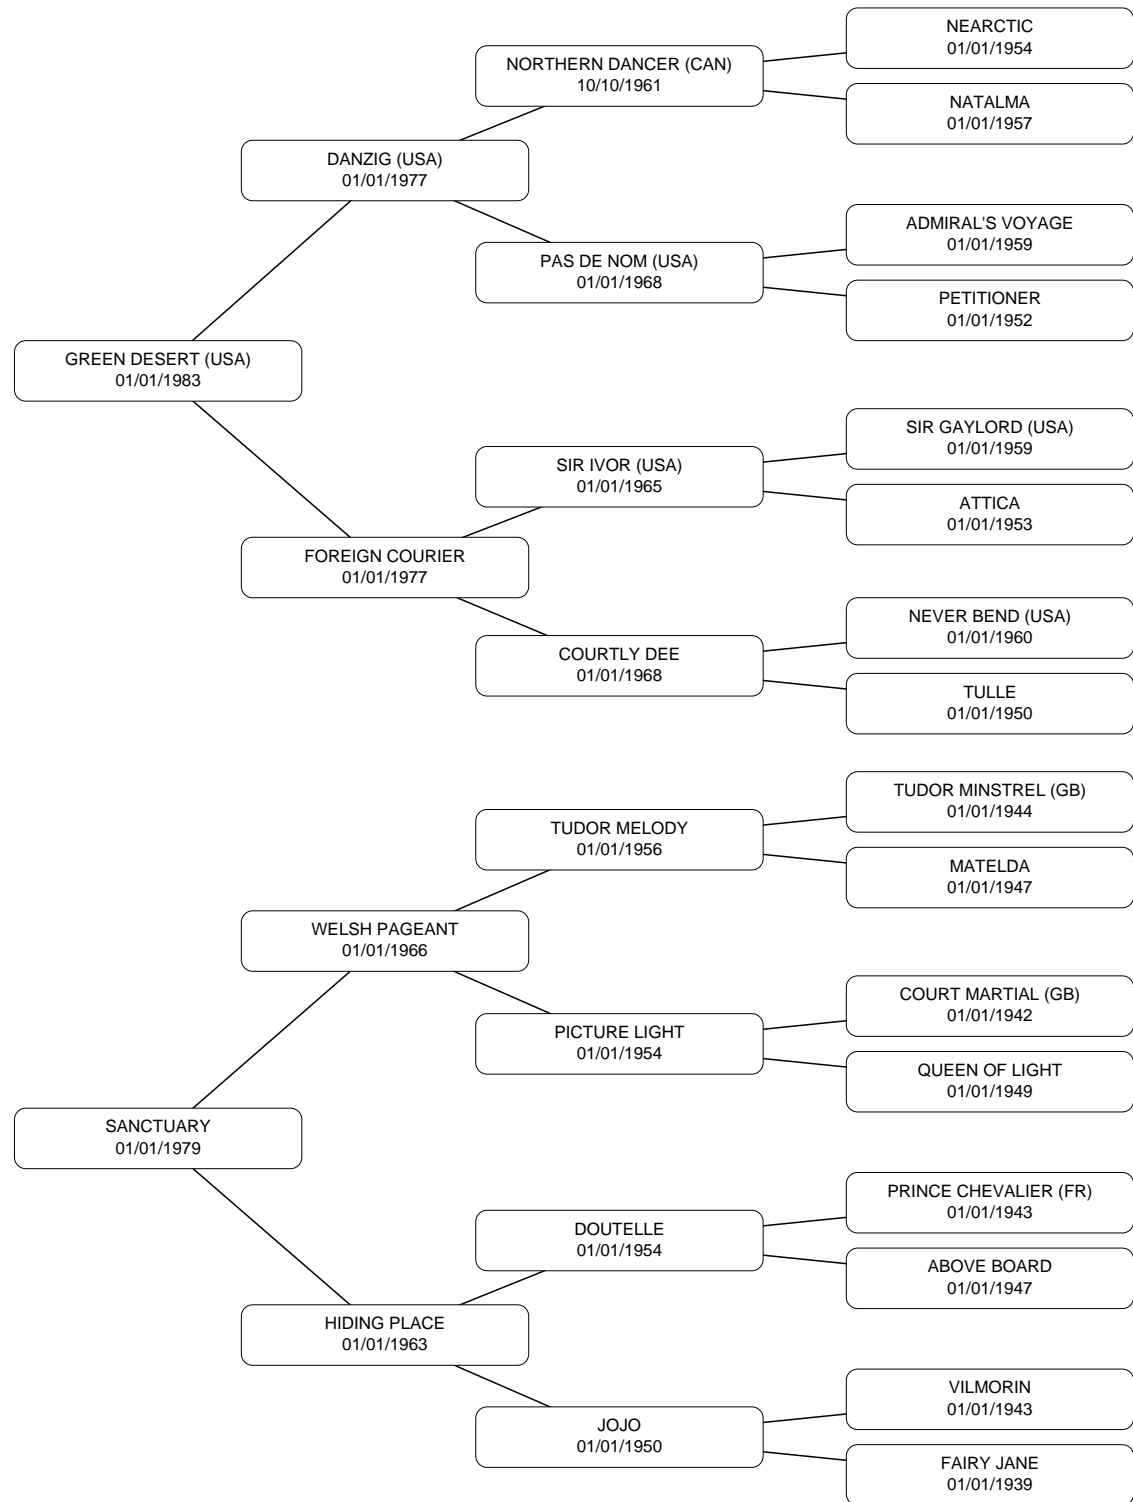 NEARCTIC
01/01/1954
NORTHERN DANCER (CAN)
10/10/1961
NATALMA
01/01/1957
DANZIG (USA)
01/01/1977
ADMIRAL'S VOYAGE
01/01/1959
PAS DE NOM (USA)
01/01/1968
PETITIONER
01/01/1952
GREEN DESERT (USA)
01/01/1983
SIR GAYLORD (USA)
01/01/1959
SIR IVOR (USA)
01/01/1965
ATTICA
01/01/1953
FOREIGN COURIER
01/01/1977
NEVER BEND (USA)
01/01/1960
COURTLY DEE
01/01/1968
TULLE
01/01/1950
TUDOR MINSTREL (GB)
01/01/1944
TUDOR MELODY
01/01/1956
MATELDA
01/01/1947
WELSH PAGEANT
01/01/1966
COURT MARTIAL (GB)
01/01/1942
PICTURE LIGHT
01/01/1954
QUEEN OF LIGHT
01/01/1949
SANCTUARY
01/01/1979
PRINCE CHEVALIER (FR)
01/01/1943
DOUTELLE
01/01/1954
ABOVE BOARD
01/01/1947
HIDING PLACE
01/01/1963
VILMORIN
01/01/1943
JOJO
01/01/1950
FAIRY JANE
01/01/1939